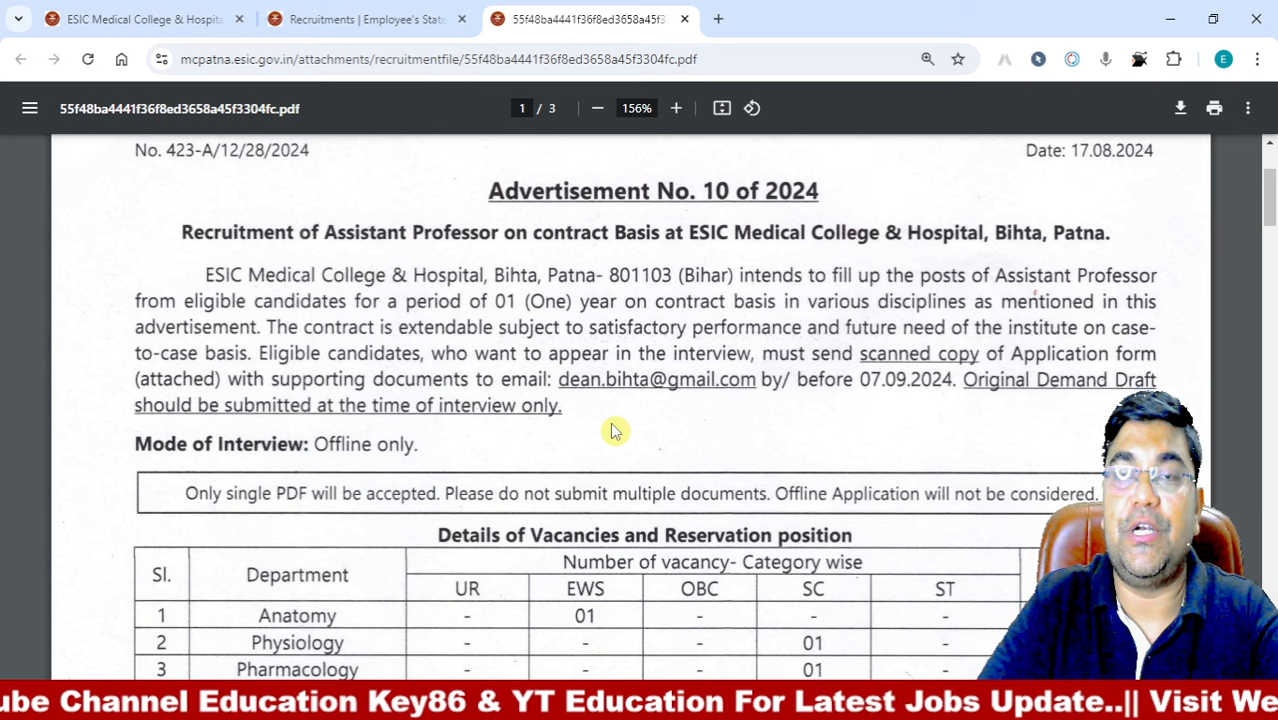 ESIC Medical College & Hospita
Recruitments | Employee's State
55f48ba4441f36f8ed3658a45f3
mcpatna.esic.gov.in/attachments/recruitmentfile/55f48ba4441f36f8ed3658a45f3304fc.pdf
E
55f48ba4441f36f8ed3658a45f3304fc.pdf
1 / 3
156%
No. 423-A/12/28/2024
Date: 17.08.2024
Advertisement No. 10 of 2024
Recruitment of Assistant Professor on contract Basis at ESIC Medical College & Hospital, Bihta, Patna.
ESIC Medical College & Hospital, Bihta, Patna- 801103 (Bihar) intends to fill up the posts of Assistant Professor
from eligible candidates for a period of 01 (One) year on contract basis in various disciplines as mentioned in this
advertisement. The contract is extendable subject to satisfactory performance and future need of the institute on case-
to-case basis. Eligible candidates, who want to appear in the interview, must send scanned copy of Application form
(attached) with supporting documents to email: dean.bihta@gmail.com by/ before 07.09.2024. Original Demand Draft
should be submitted at the time of interview only.
Mode of Interview: Offline only.
Only single PDF will be accepted. Please do not submit multiple documents. Offline Application will not be considered.
Details of Vacancies and Reservation position
Sl. Department Number of vacancy- Category wise
UR EWS OBC SC ST
1 Anatomy - 01 - - -
2 Physiology - - - 01 -
3 Pharmacology - - - 01 -
ube Channel Education Key86 & YT Education For Latest Jobs Update..|| Visit We